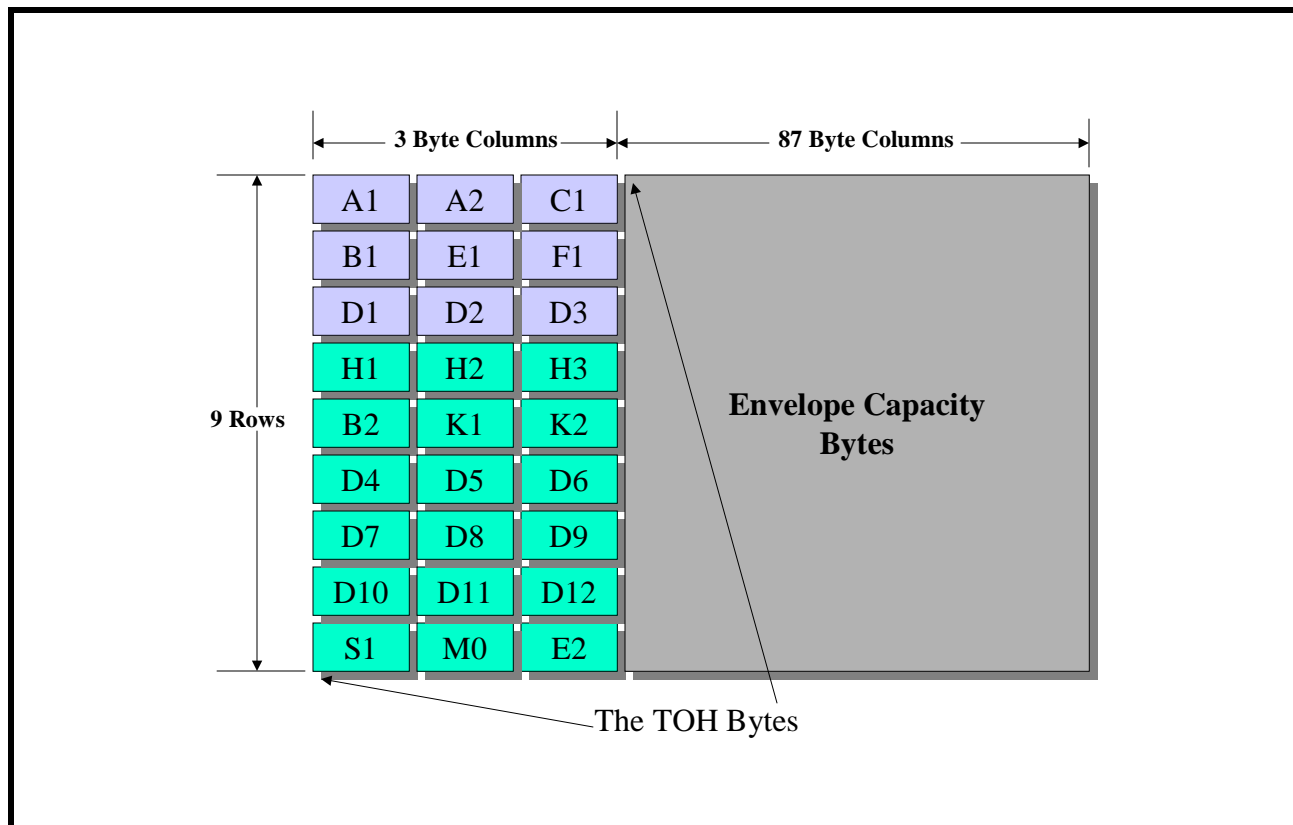 3 Byte Columns 87 Byte Columns
A1 A2 C1
B1 E1 F1
D1 D2 D3
H1 H2 H3
9 Rows
B2 K1 K2
Envelope Capacity
Bytes
D4 D5 D6
D7 D8 D9
D10 D11 D12
S1 M0 E2
The TOH Bytes